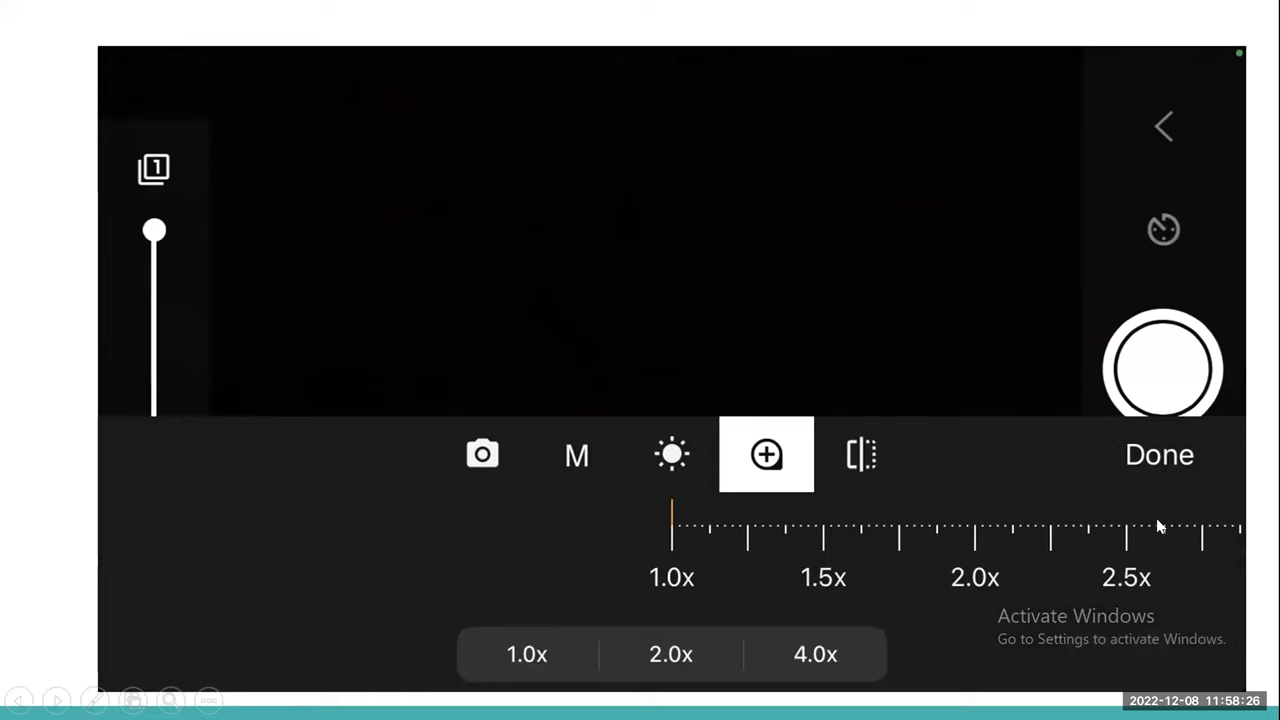 1
M
Done
1.0x 1.5x 2.0x 2.5x
Activate Windows
Go to Settings to activate Windows.
1.0x 2.0x 4.0x
2022-12-08 11:58:26